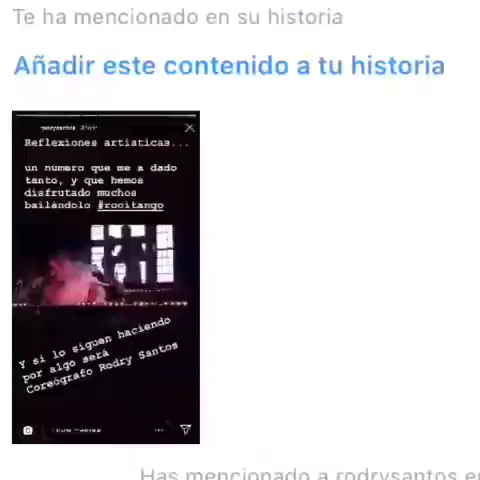 Te ha mencionado en su historia
Añadir este contenido a tu historia
Reflexiones artisticas...
un número que me a dado
tanto, y que hemos
disfrutado muchos
bailándolo #rocitango
Y si lo siguen haciendo
por algo será
Coreógrafo Rodry Santos
Has mencionado a rodrysantos en